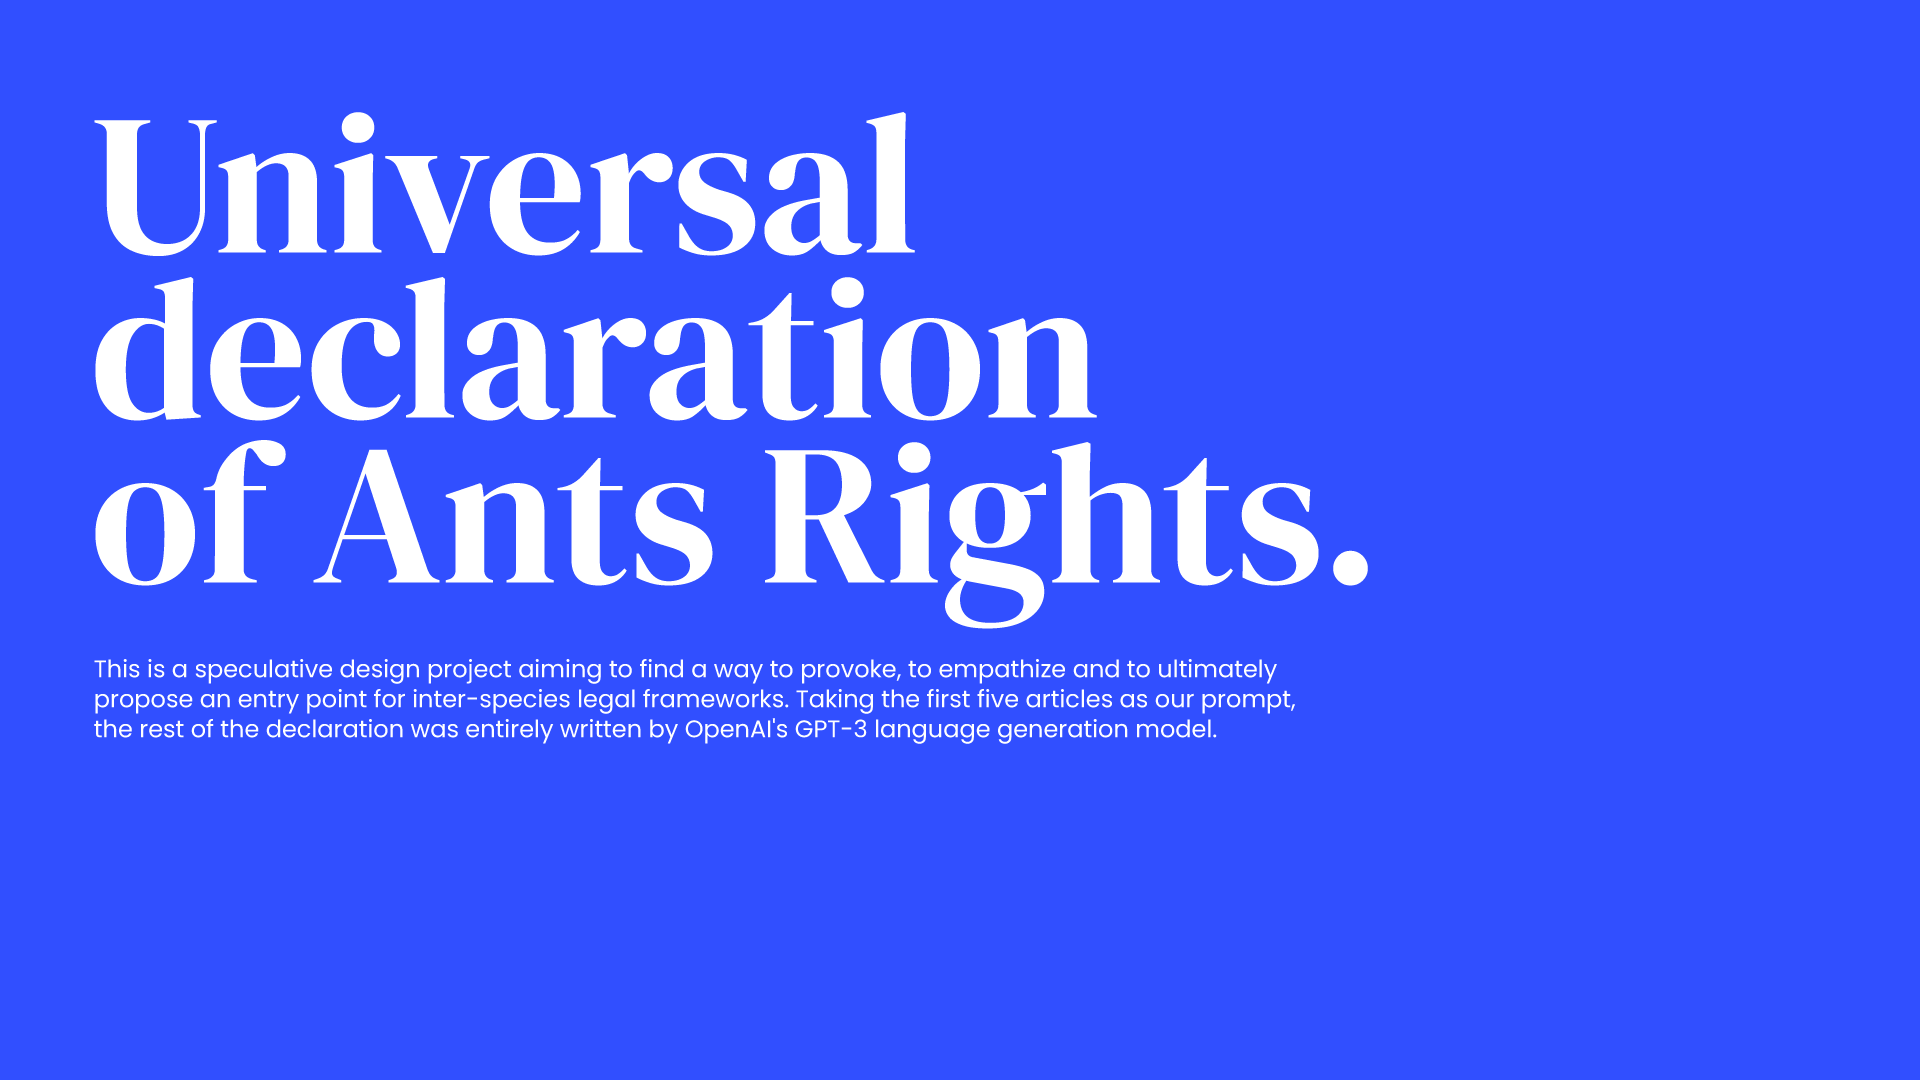 Universal
declaration
of Ants Rights.
This is a speculative design project aiming to find a way to provoke, to empathize and to ultimately
propose an entry point for inter-species legal frameworks. Taking the first five articles as our prompt,
the rest of the declaration was entirely written by OpenAI's GPT-3 language generation model.